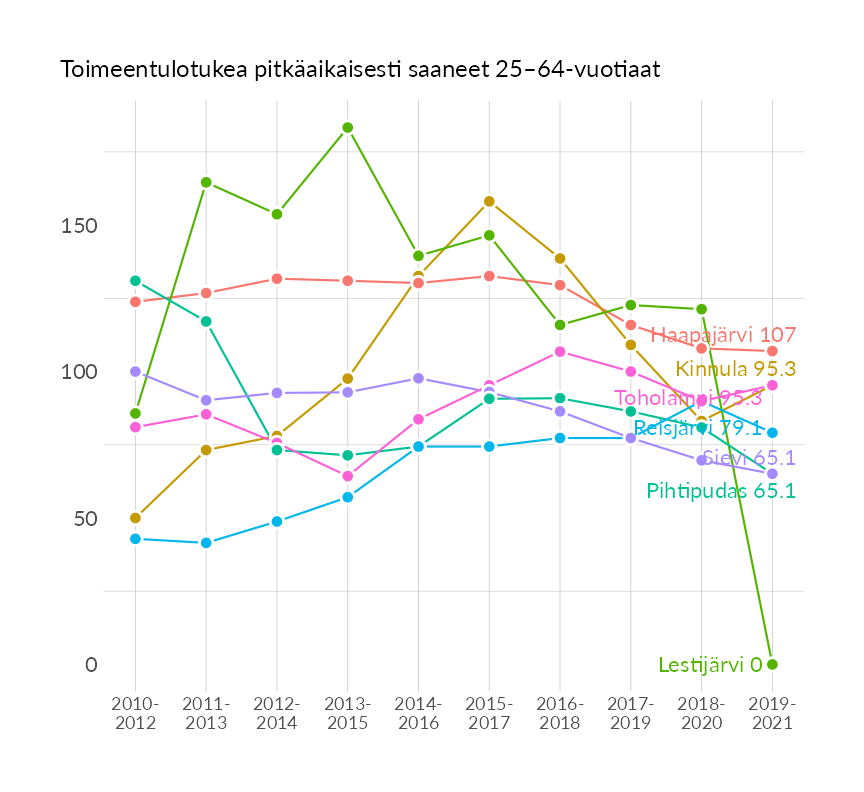 Toimeentulotukea pitkäaikaisesti saaneet 25–64-vuotiaat
150
100
50
0
Haapajärvi 107
Kinnula 95.3
Toholampi 95.3
Reisjärvi 79.1
Sievi 65.1
Pihtipudas 65.1
Lestijärvi 0
2010- 2011- 2012- 2013- 2014- 2015- 2016- 2017- 2018- 2019-
2012 2013 2014 2015 2016 2017 2018 2019 2020 2021